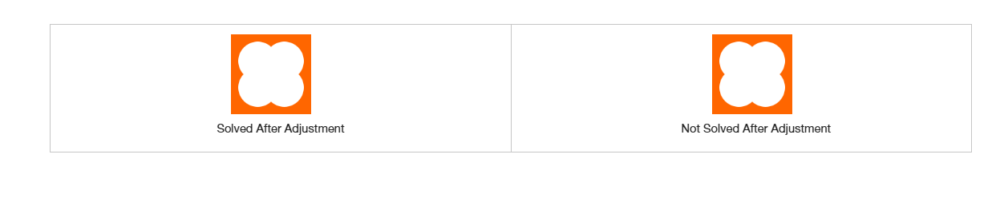 Solved After Adjustment
Not Solved After Adjustment